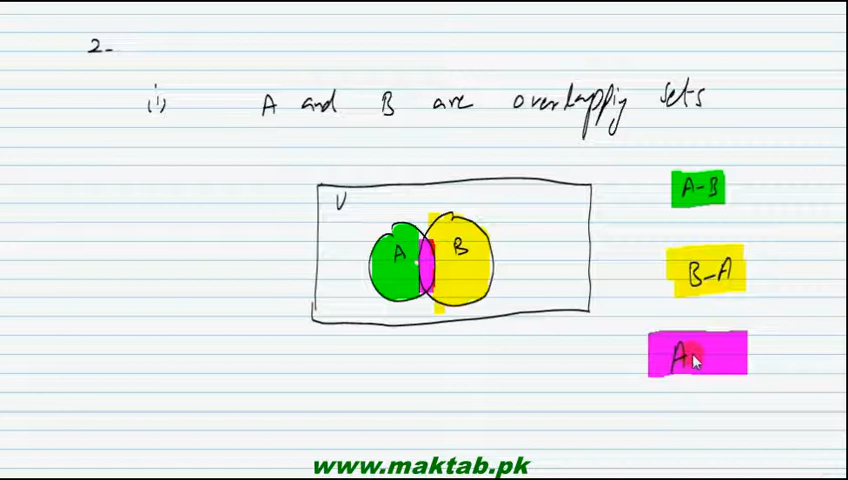 2-
(i) A and B are overlapping sets
U
A B
A-B
B-A
A
www.maktab.pk